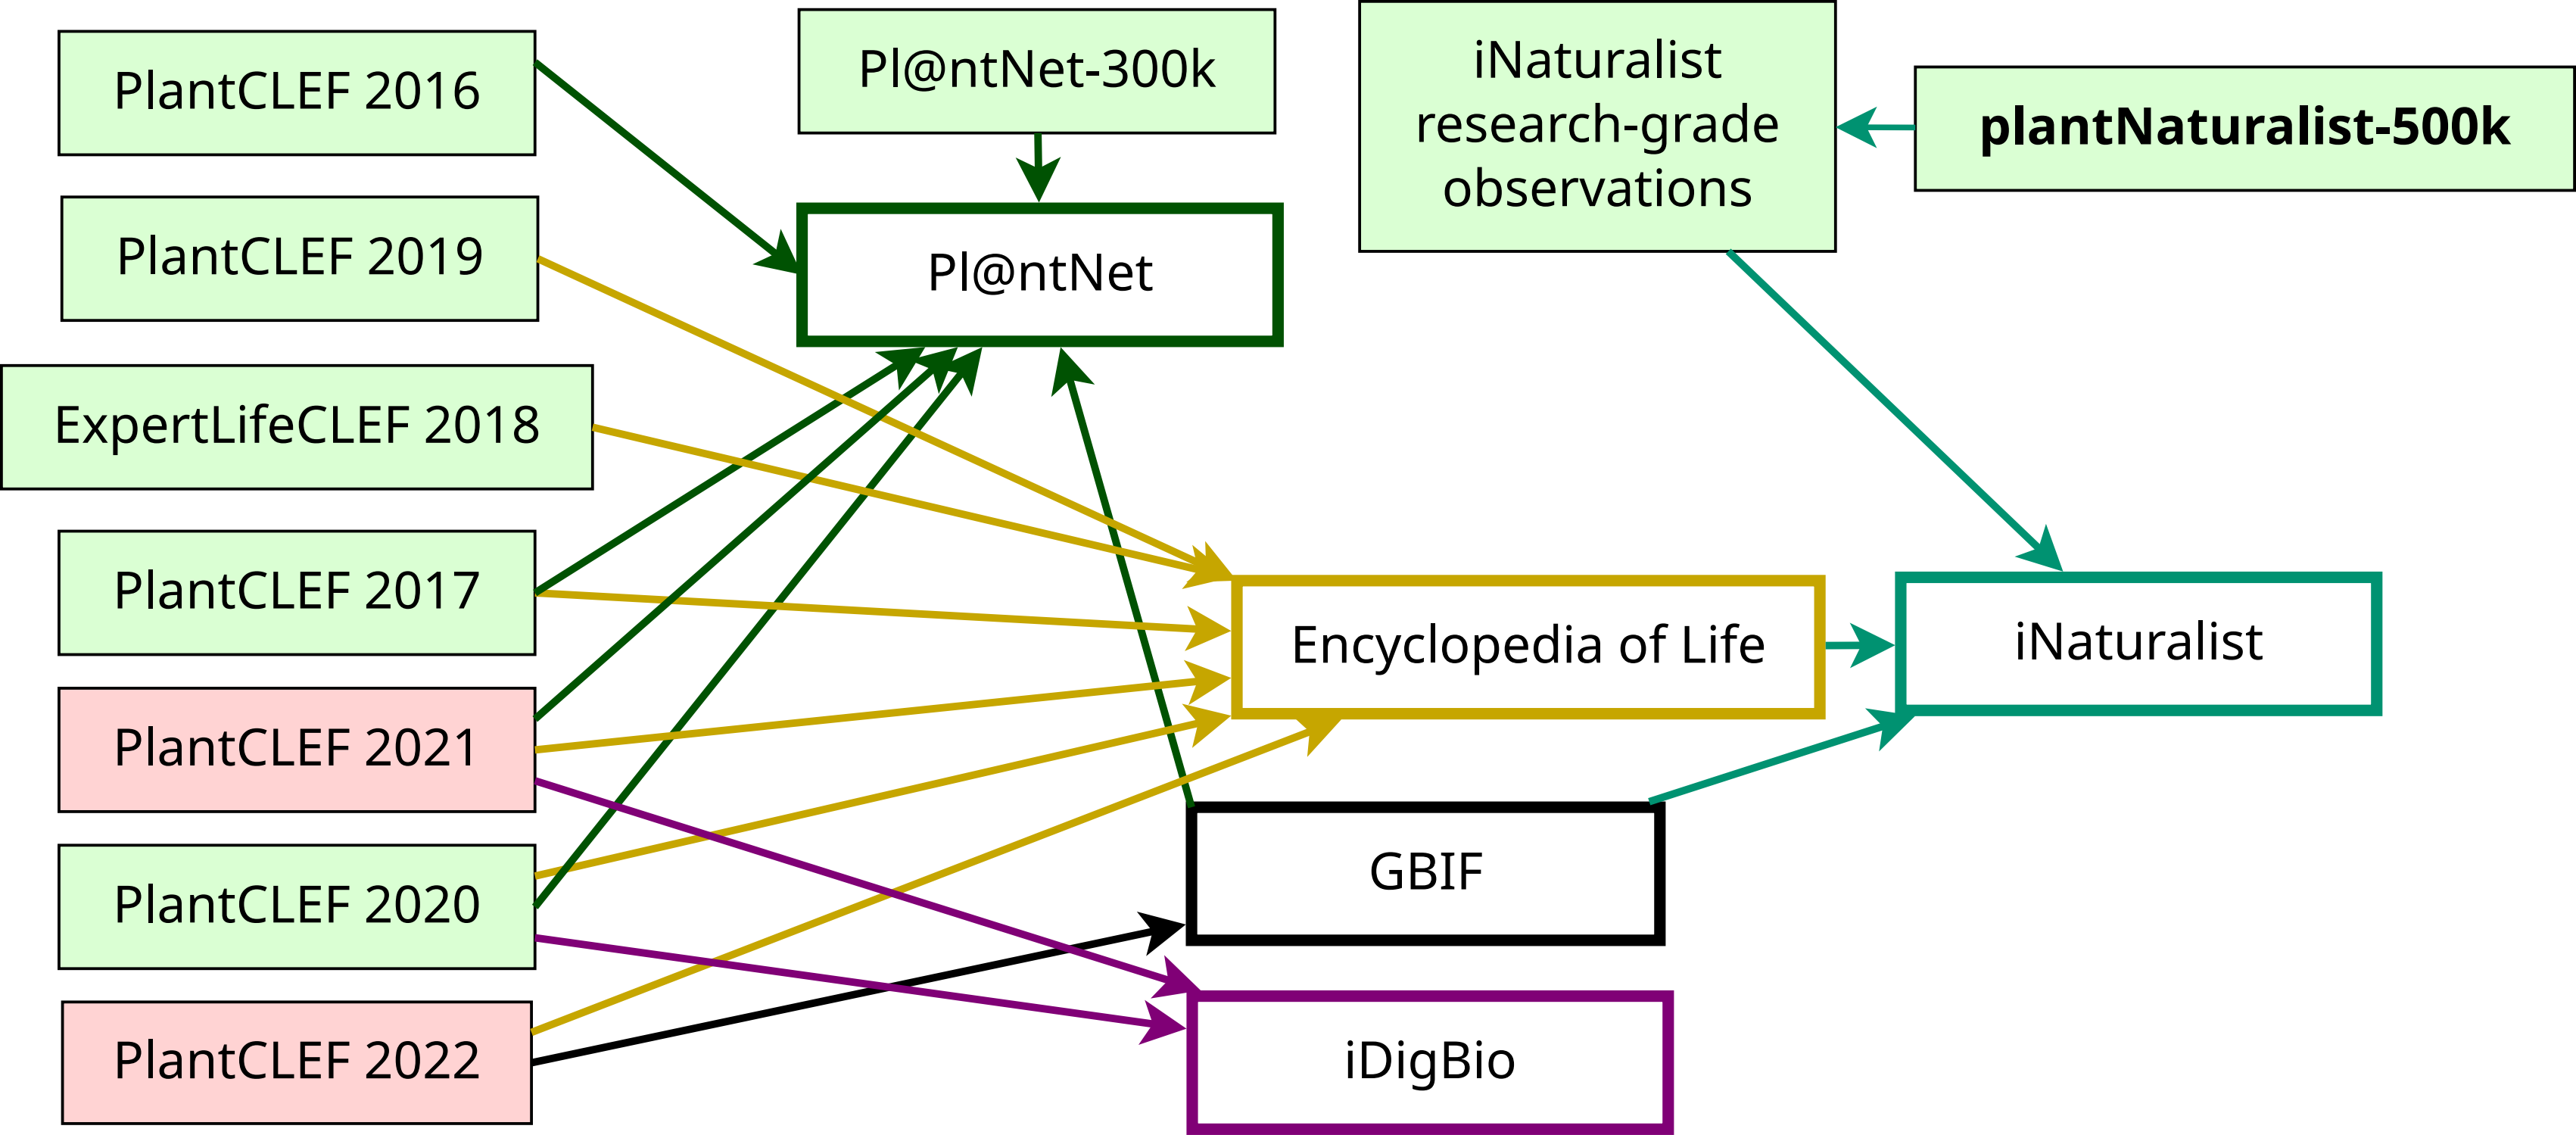 PlantCLEF 2016
Pl@ntNet-300k
iNaturalist
research-grade
observations
plantNaturalist-500k
PlantCLEF 2019
Pl@ntNet
ExpertLifeCLEF 2018
PlantCLEF 2017
Encyclopedia of Life
iNaturalist
PlantCLEF 2021
GBIF
PlantCLEF 2020
PlantCLEF 2022
iDigBio